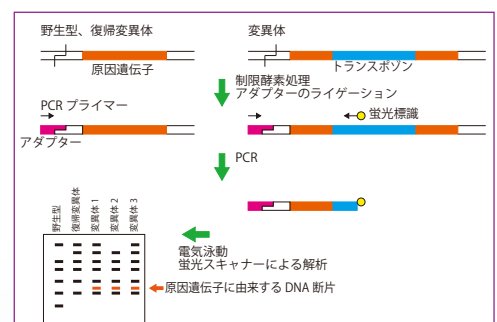 野生型、復帰変異体
変異体
原因遺伝子
トランスポゾン
制限酵素処理
アダプターのライゲーション
PCR プライマー
蛍光標識
アダプター
PCR
野生型
復帰変異体
変異体 1
変異体 2
変異体 3
電気泳動
蛍光スキャナーによる解析
原因遺伝子に由来する DNA 断片